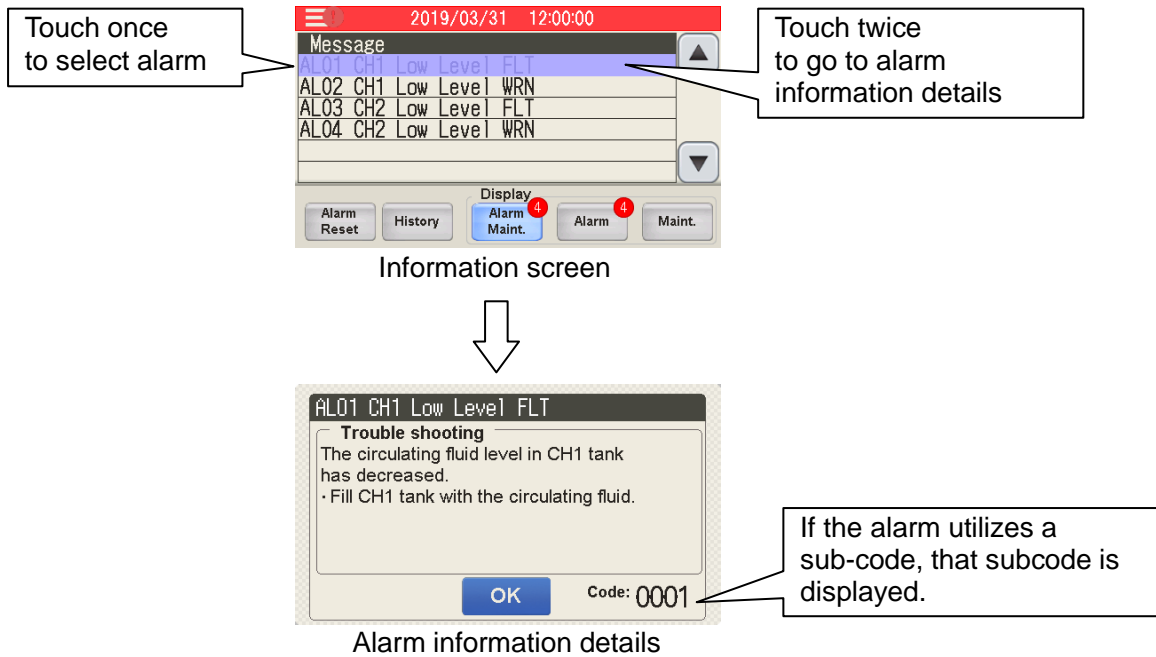 Touch once
to select alarm
2019/03/31 12:00:00
Message
AL01 CH1 Low Level FLT
AL02 CH1 Low Level WRN
AL03 CH2 Low Level FLT
AL04 CH2 Low Level WRN
Touch twice
to go to alarm
information details
Display
Alarm
Reset
History
Alarm
Maint.
4
Alarm
4
Maint.
Information screen
AL01 CH1 Low Level FLT
Trouble shooting
The circulating fluid level in CH1 tank
has decreased.
・Fill CH1 tank with the circulating fluid.
OK
Code: 0001
If the alarm utilizes a
sub-code, that subcode is
displayed.
Alarm information details